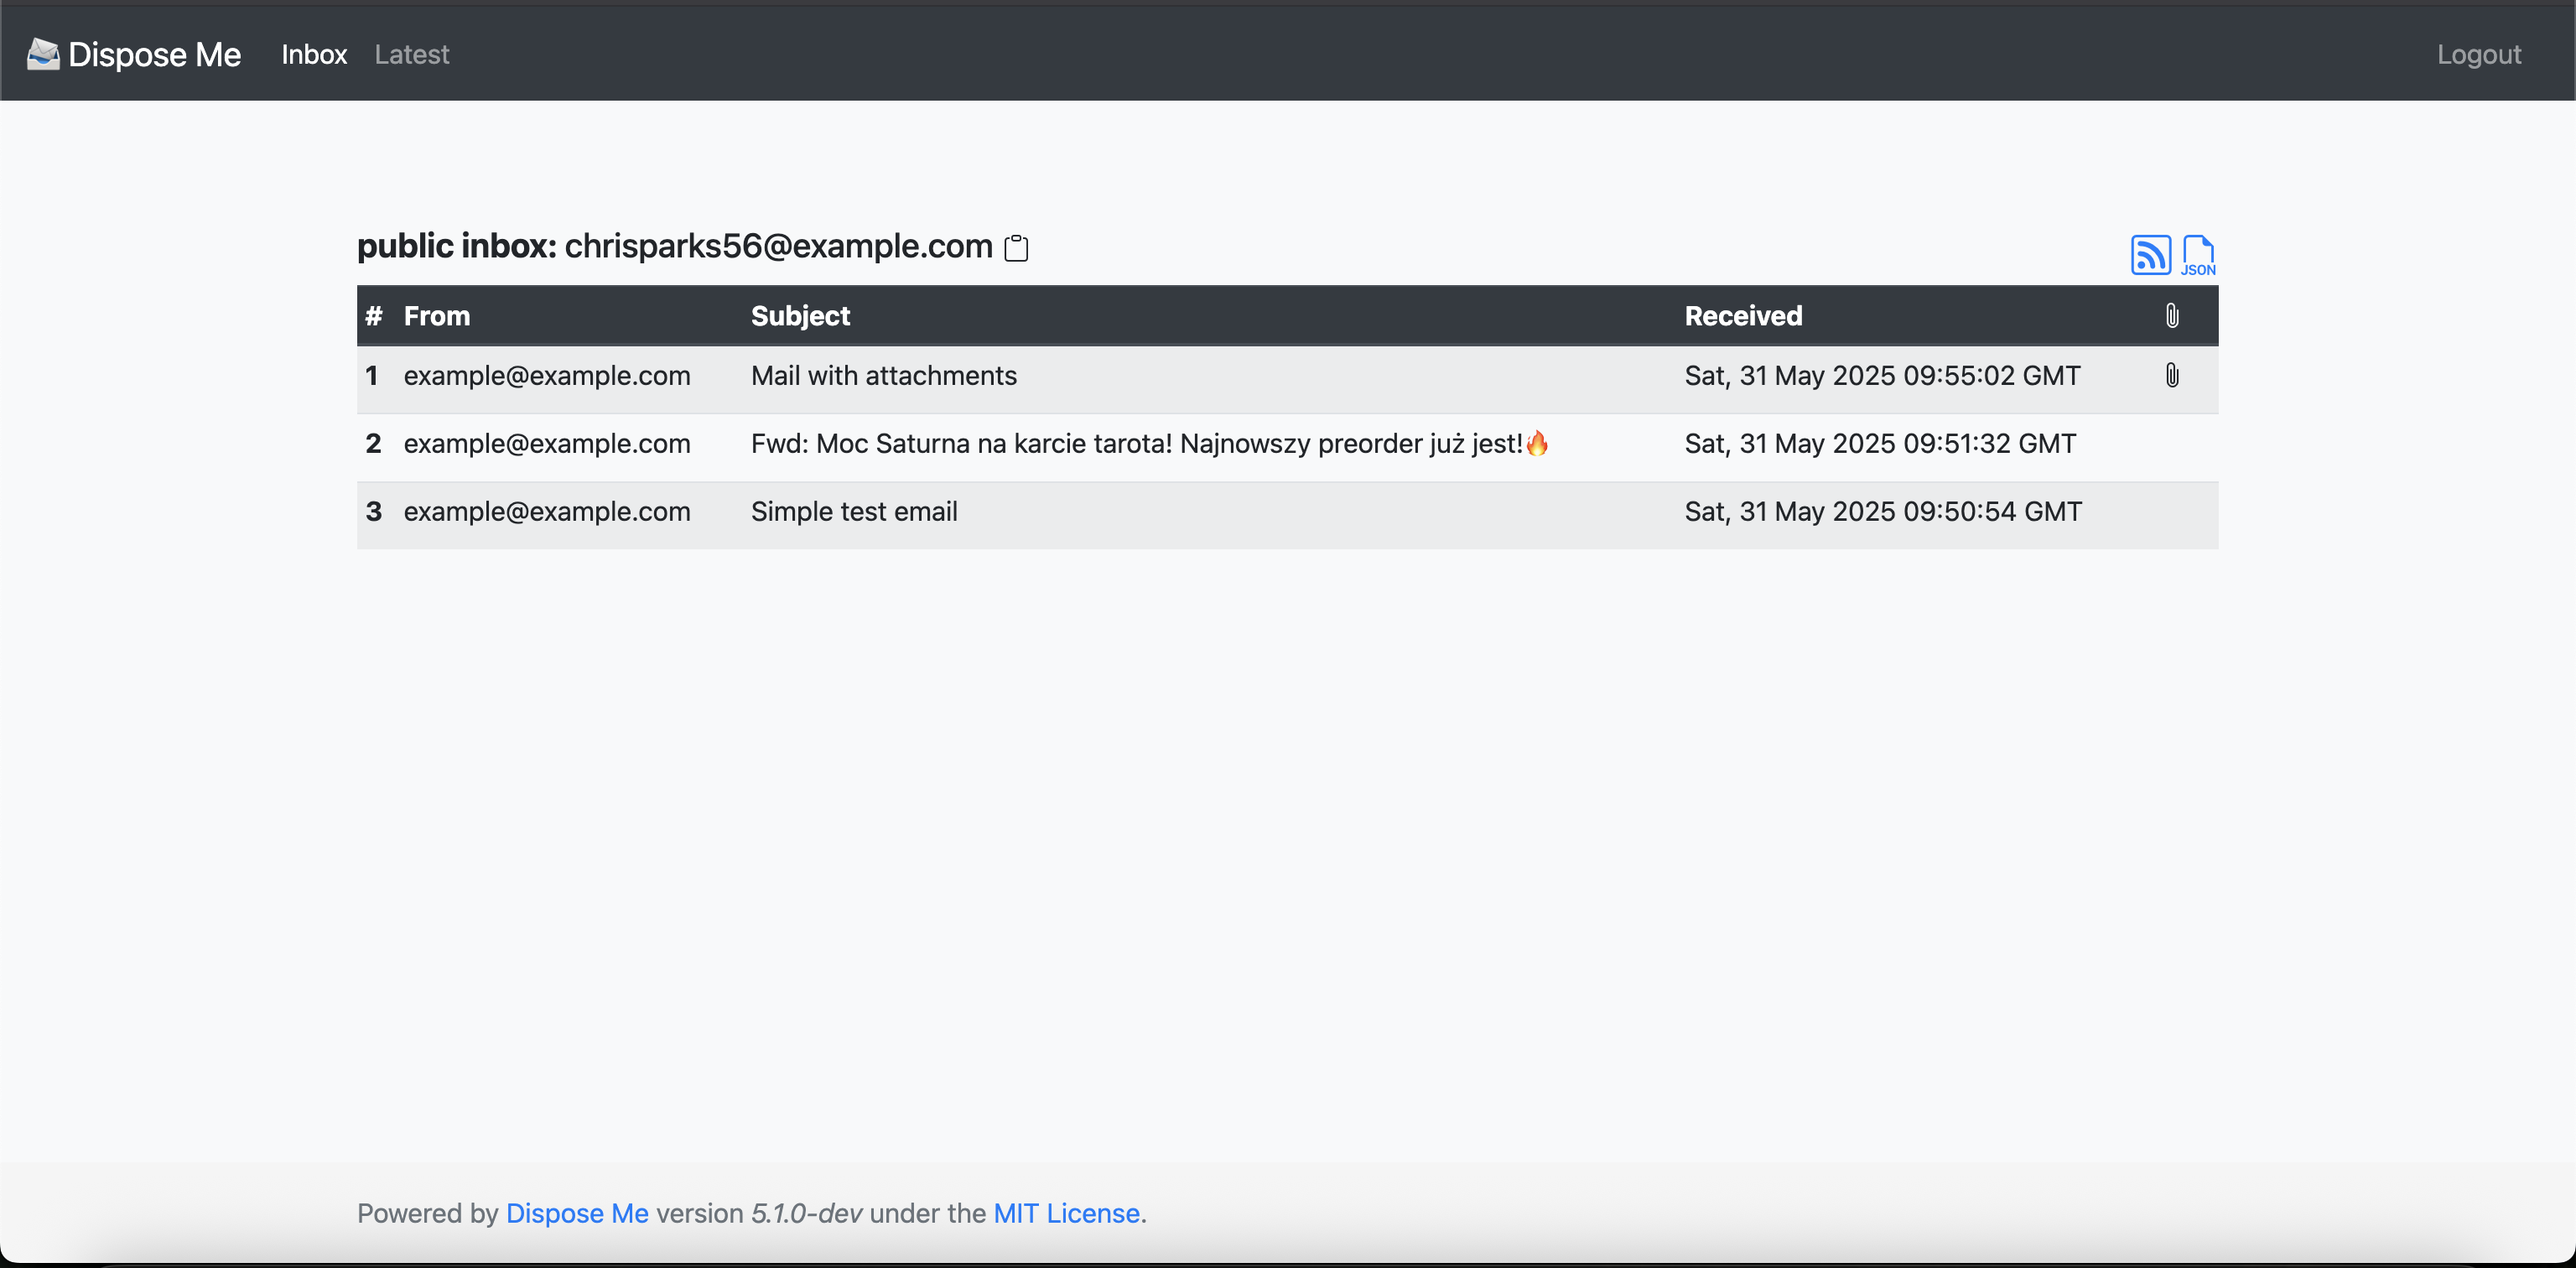 Dispose Me Inbox Latest Logout
public inbox: chrisparks56@example.com
JSON
# From Subject Received
1 example@example.com Mail with attachments Sat, 31 May 2025 09:55:02 GMT
2 example@example.com Fwd: Moc Saturna na karcie tarota! Najnowszy preorder już jest!🔥 Sat, 31 May 2025 09:51:32 GMT
3 example@example.com Simple test email Sat, 31 May 2025 09:50:54 GMT
Powered by Dispose Me version 5.1.0-dev under the MIT License.